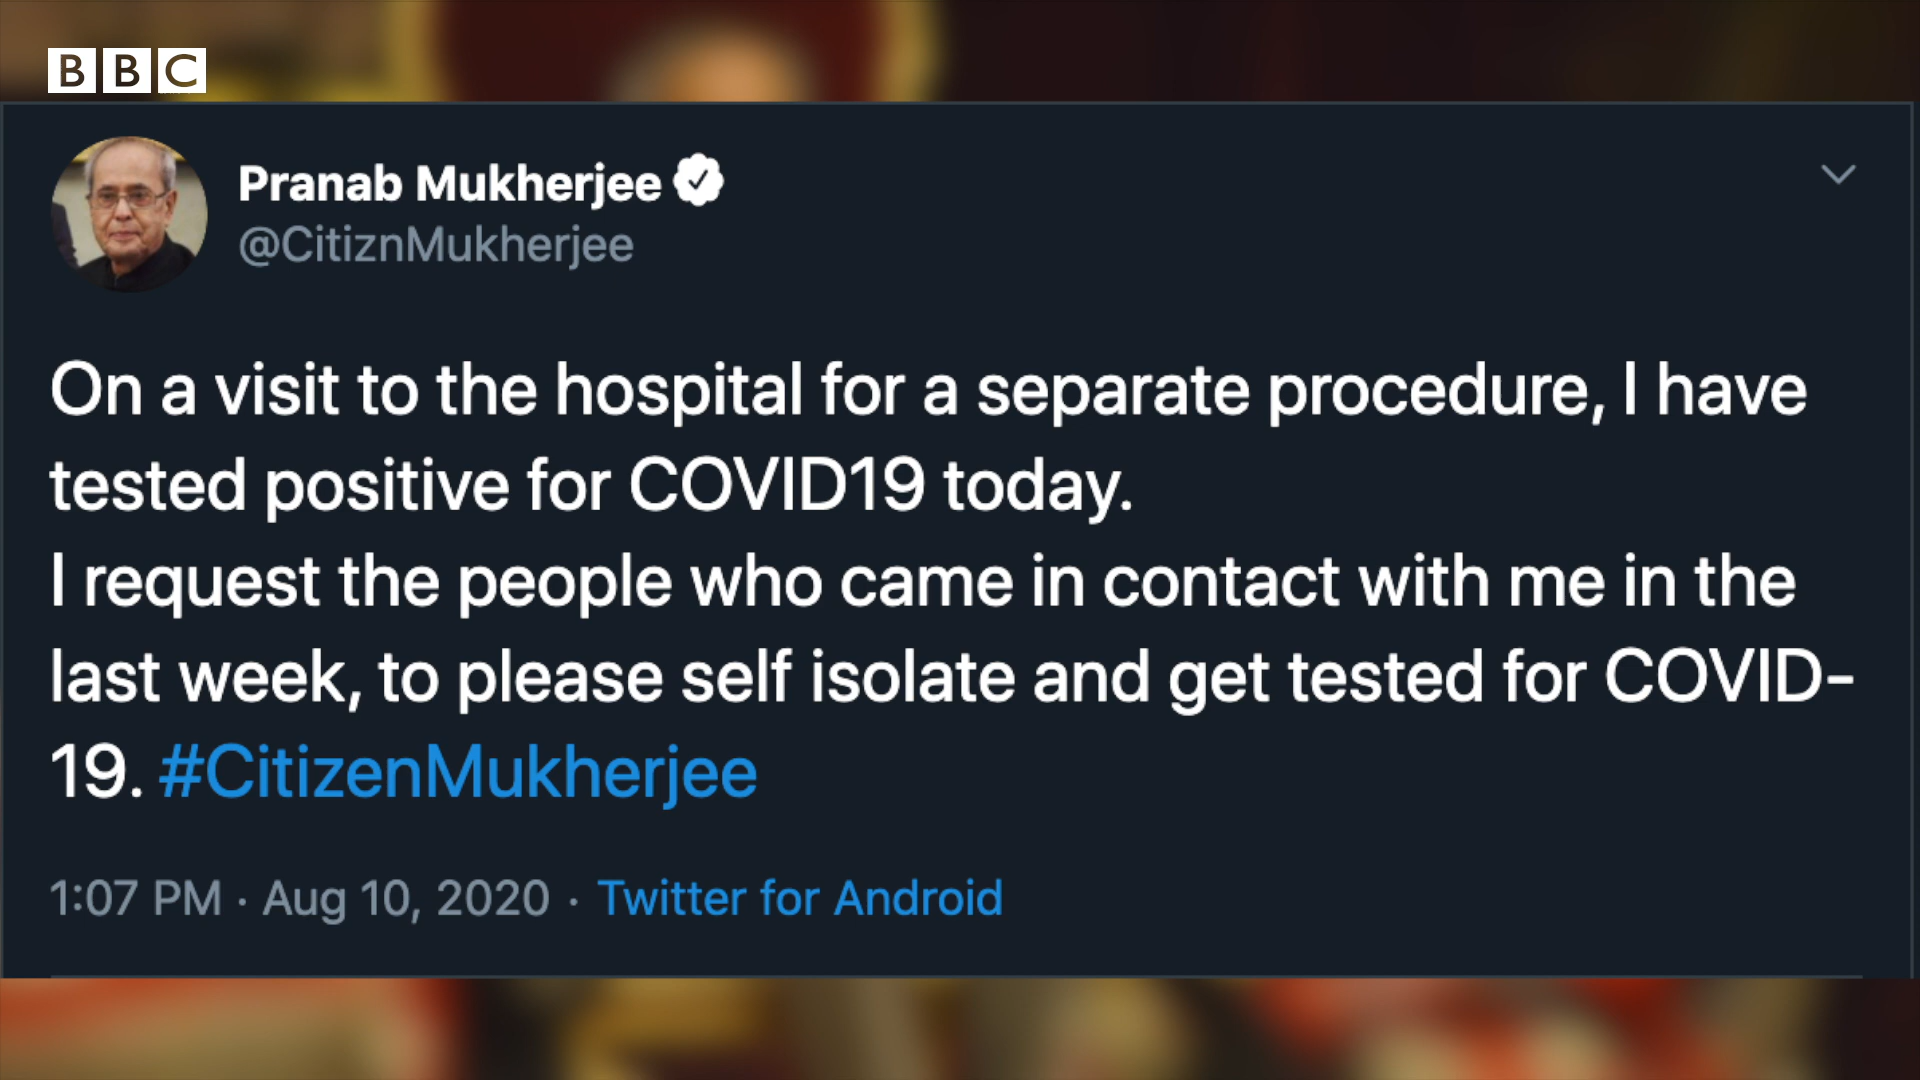 BBC
Pranab Mukherjee
@CitiznMukherjee
On a visit to the hospital for a separate procedure, I have
tested positive for COVID19 today.
I request the people who came in contact with me in the
last week, to please self isolate and get tested for COVID-
19. #CitizenMukherjee
1:07 PM · Aug 10, 2020 · Twitter for Android